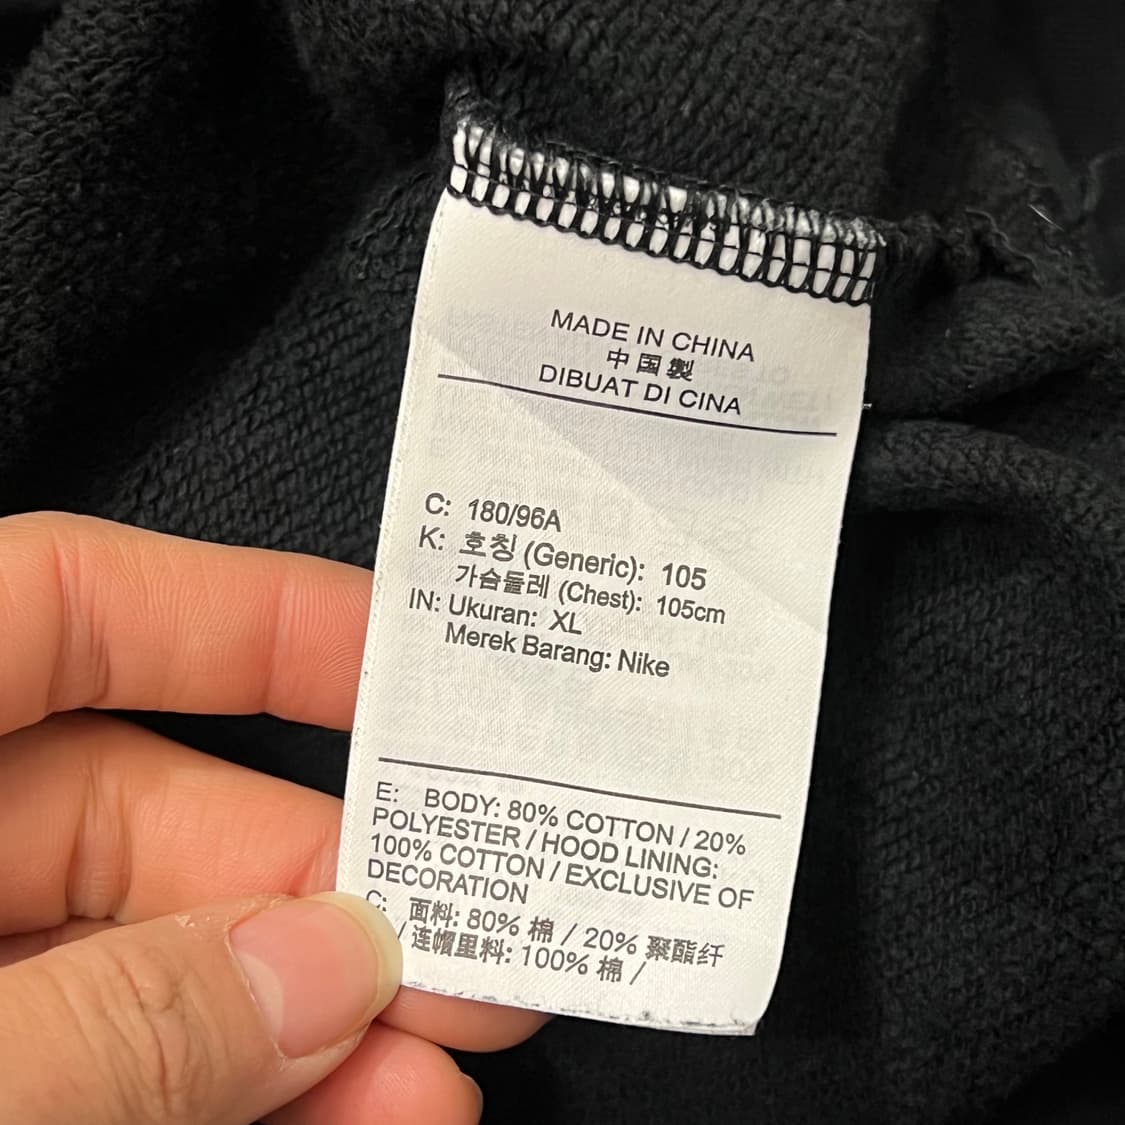 MADE IN CHINA
中国製
DIBUAT DI CINA
C: 180/96A
K: 호칭 (Generic): 105
가슴둘레 (Chest): 105cm
IN: Ukuran: XL
Merek Barang: Nike
E: BODY: 80% COTTON / 20%
POLYESTER / HOOD LINING:
100% COTTON / EXCLUSIVE OF
DECORATION
C: 面料: 80% 棉 / 20% 聚酯纤
/ 连帽里料: 100% 棉 /